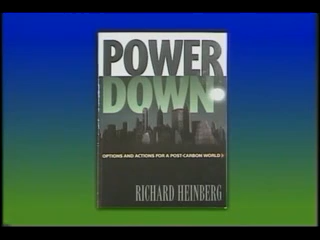 POWER
DOWN
OPTIONS AND ACTIONS FOR A POST-CARBON WORLD
RICHARD HEINBERG